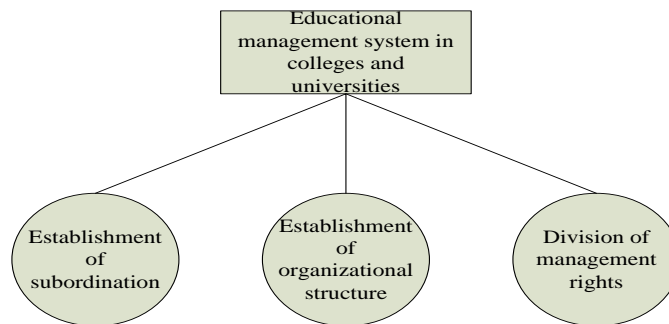 Educational
management system in
colleges and
universities
Establishment
of
subordination
Establishment
of
organizational
structure
Division of
management
rights